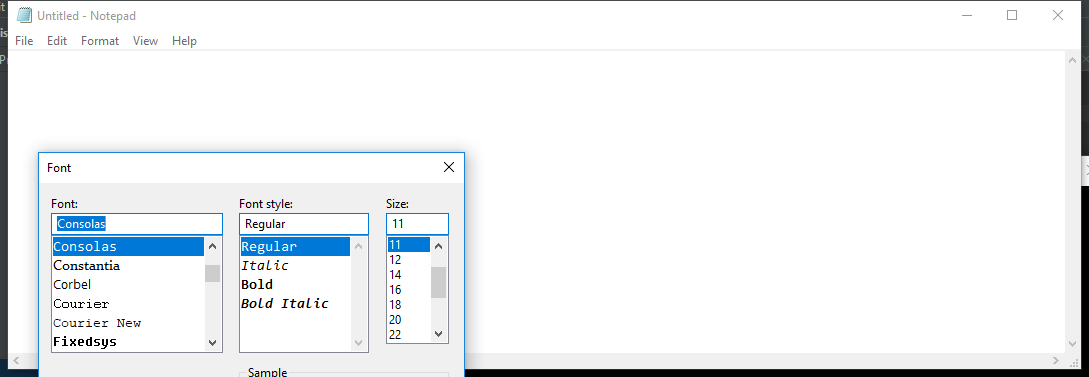 Untitled - Notepad
File Edit Format View Help
Font
Font: Font style: Size:
Consolas Regular 11
Consolas Regular 11
Constantia Italic 12
Corbel Bold 14
Courier Bold Italic 16
Courier New 18
Fixedsys 20
22
Sample